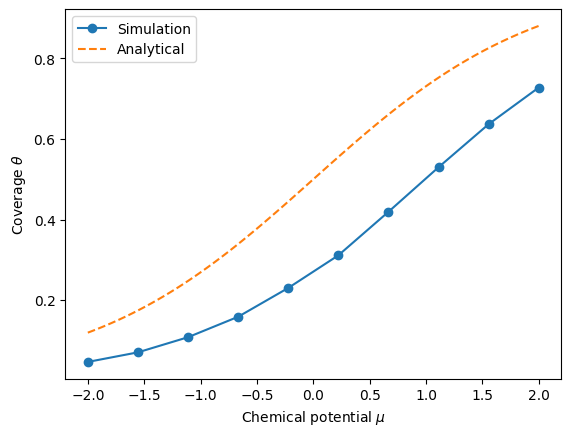 Simulation
Analytical
0.8
0.6
0.4
0.2
Coverage θ
−2.0 −1.5 −1.0 −0.5 0.0 0.5 1.0 1.5 2.0
Chemical potential μ